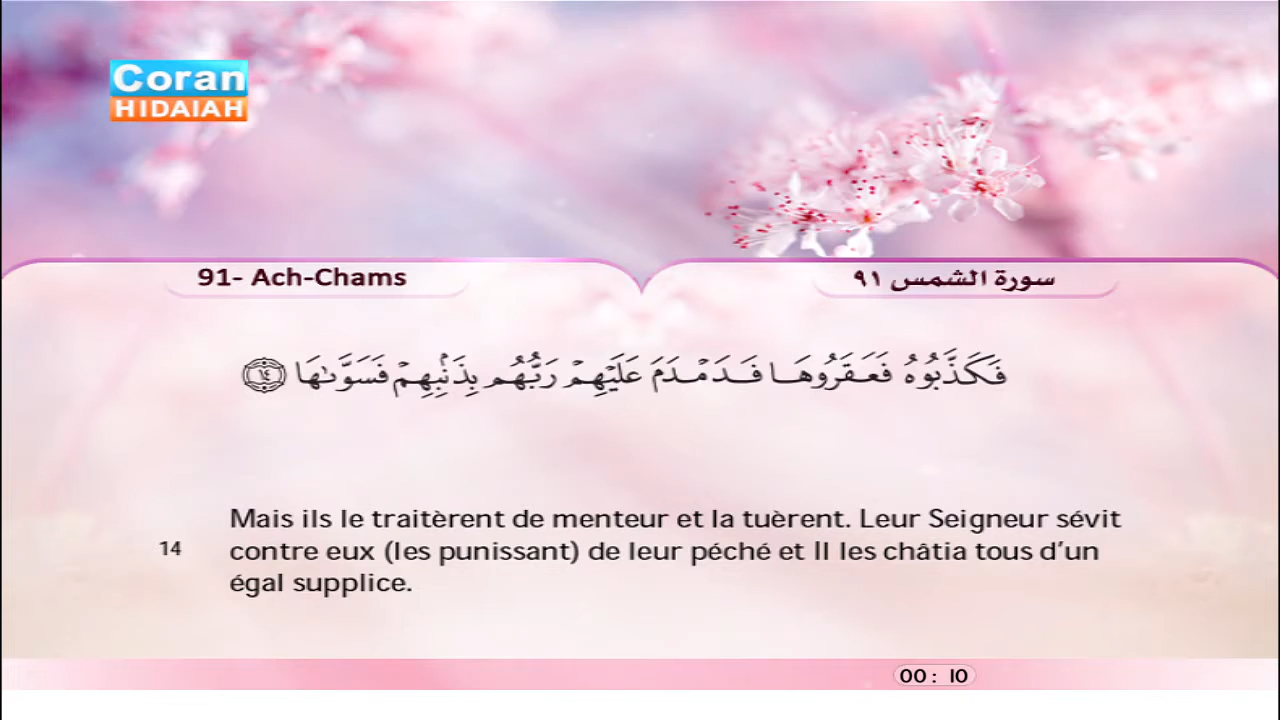 Coran
HIDAIAH
91- Ach-Chams
سورة الشمس ٩١
فَكَذَّبُوهُ فَعَقَرُوهَا فَدَمْدَمَ عَلَيْهِمْ رَبُّهُم بِذَنۢبِهِمْ فَسَوَّىٰهَا ١٤
Mais ils le traitèrent de menteur et la tuèrent. Leur Seigneur sévit
14 contre eux (les punissant) de leur péché et Il les châtia tous d’un
égal supplice.
00 : 10